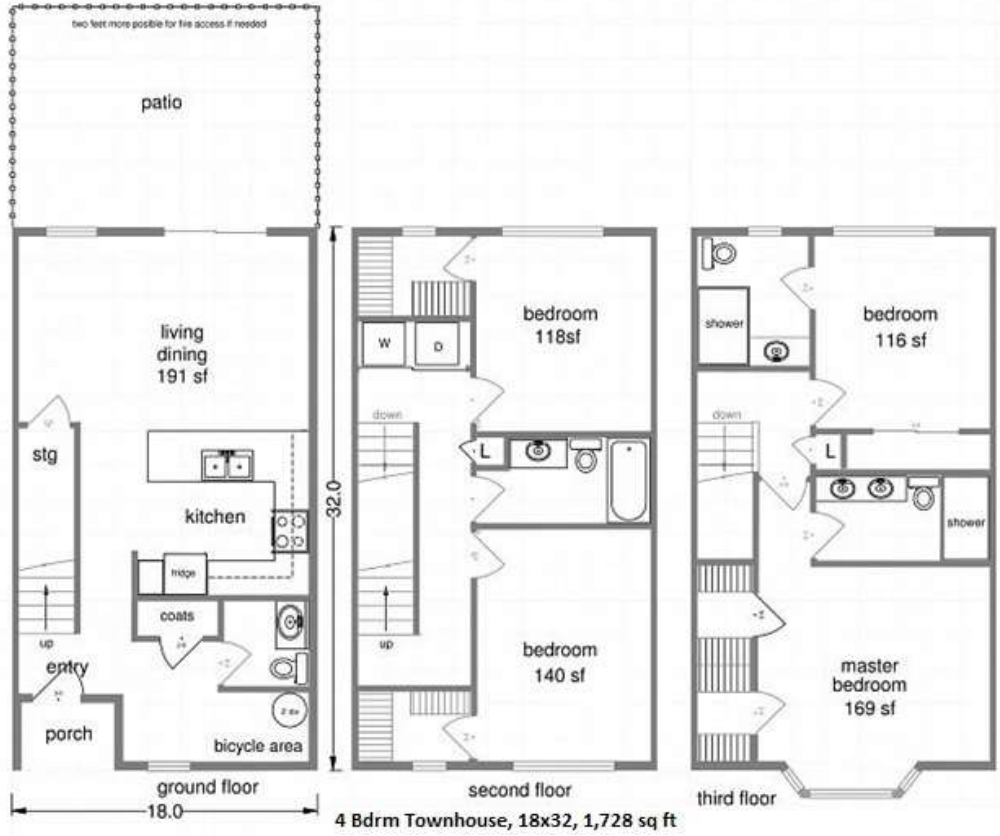 two feet more posible for fire access if needed
patio
living
dining
191 sf
stg
kitchen
fridge
up
coats
entry
porch
bicycle area
ground floor
18.0
32.0
W
D
bedroom
118sf
down
L
up
bedroom
140 sf
second floor
shower
bedroom
116 sf
down
L
shower
master
bedroom
169 sf
third floor
4 Bdrm Townhouse, 18x32, 1,728 sq ft